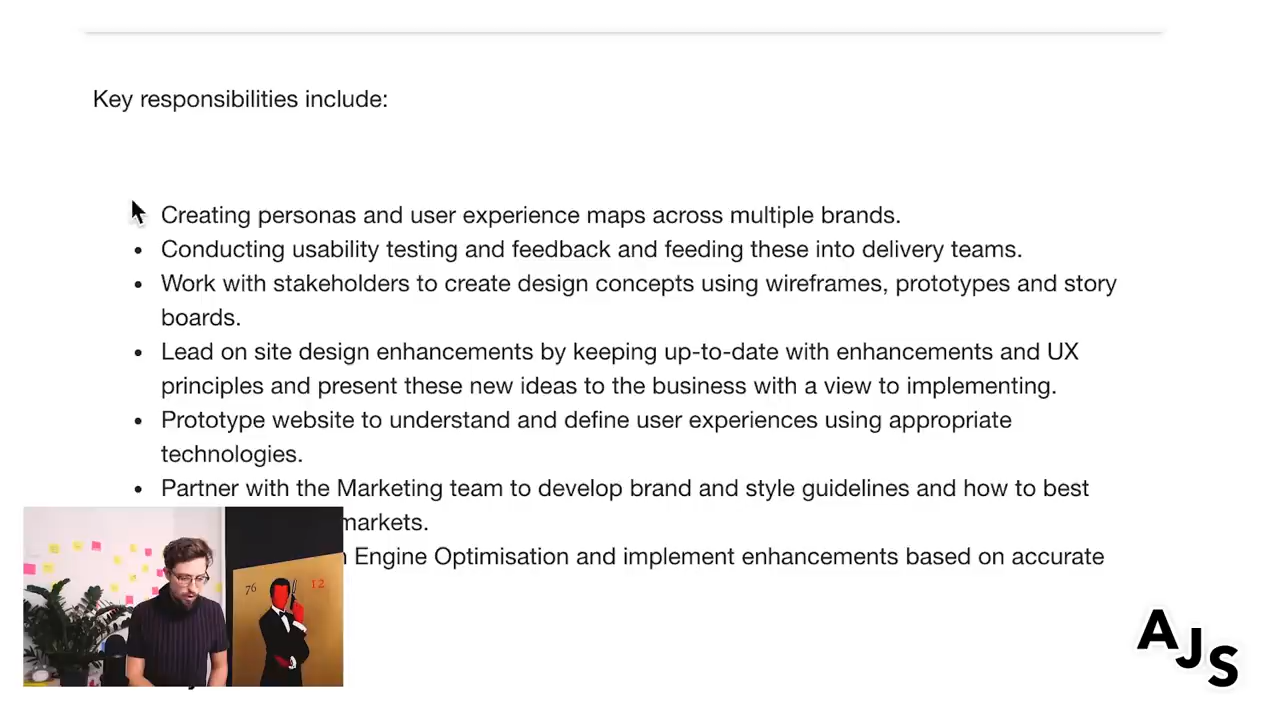 Key responsibilities include:
Creating personas and user experience maps across multiple brands.
• Conducting usability testing and feedback and feeding these into delivery teams.
• Work with stakeholders to create design concepts using wireframes, prototypes and story
boards.
• Lead on site design enhancements by keeping up-to-date with enhancements and UX
principles and present these new ideas to the business with a view to implementing.
• Prototype website to understand and define user experiences using appropriate
technologies.
• Partner with the Marketing team to develop brand and style guidelines and how to best
markets.
Engine Optimisation and implement enhancements based on accurate
76 12
AJS